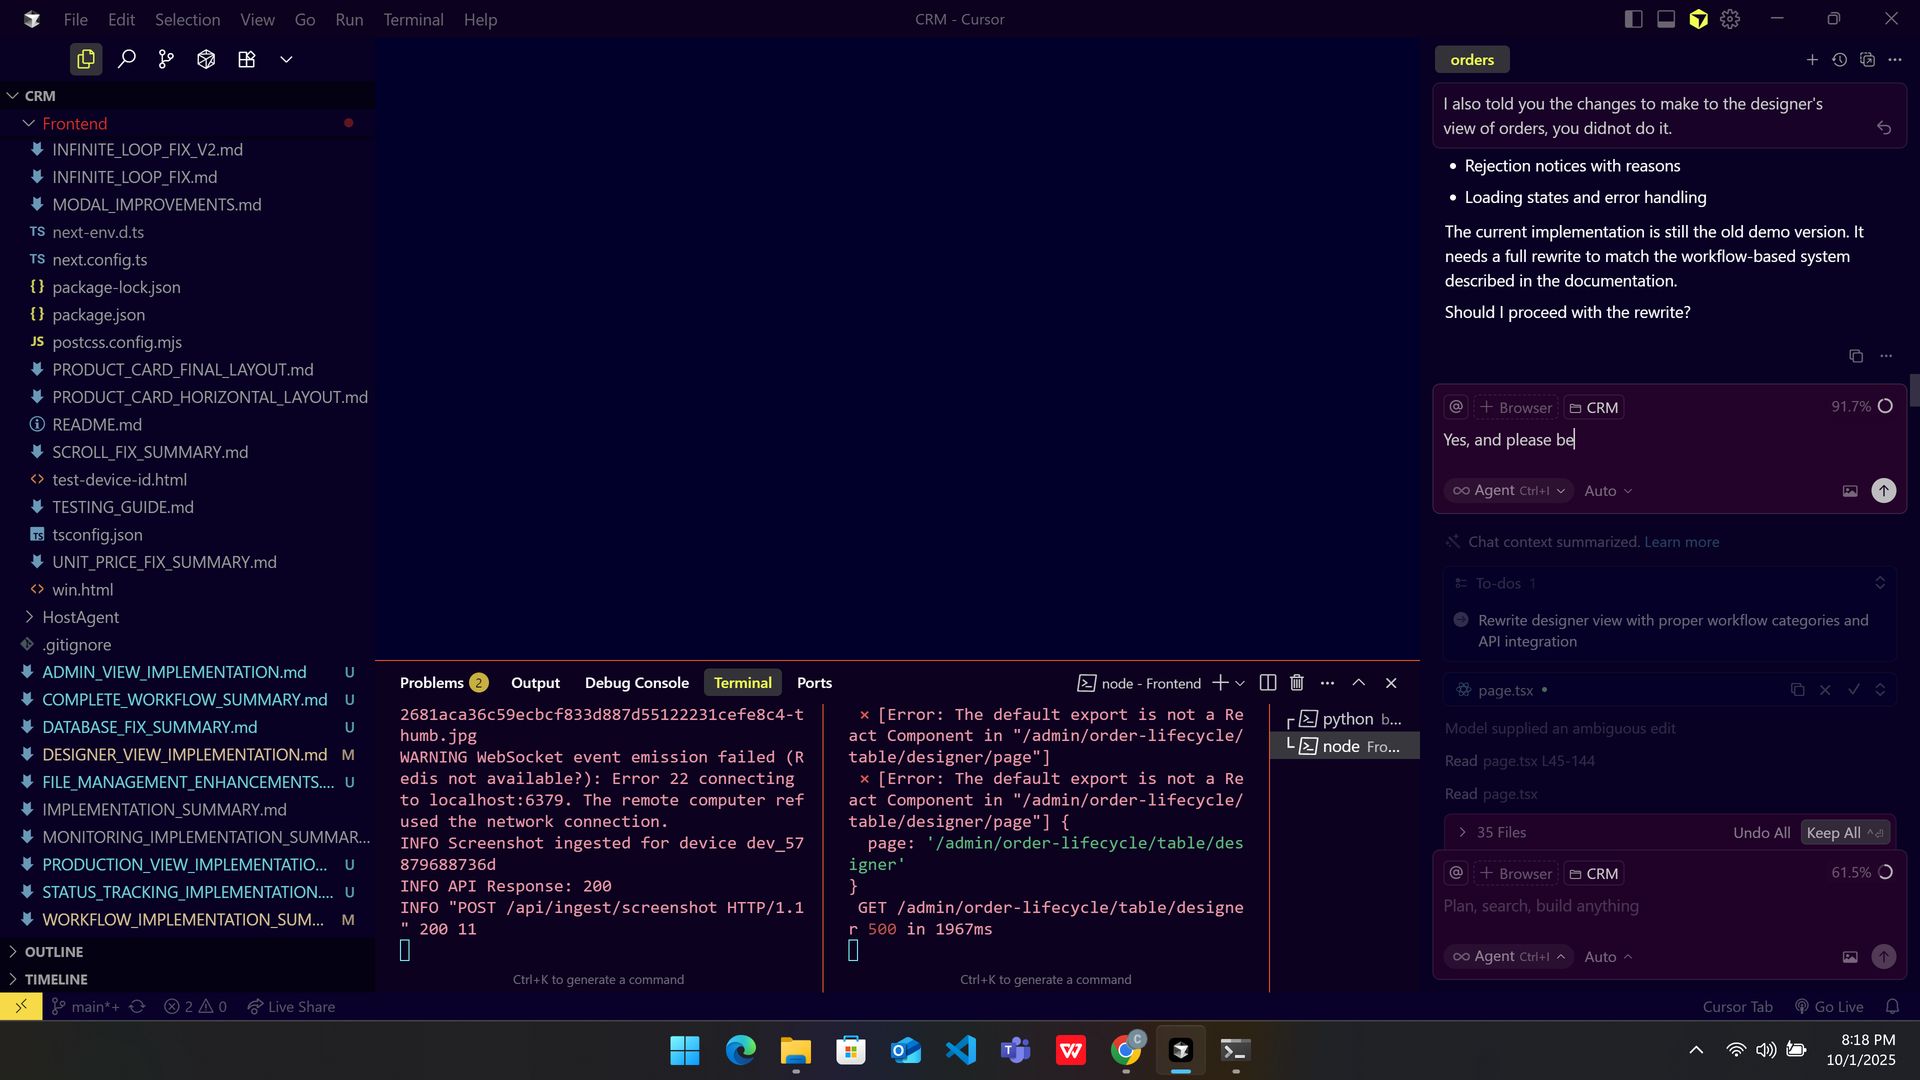 File Edit Selection View Go Run Terminal Help
CRM - Cursor
CRM
Frontend
INFINITE_LOOP_FIX_V2.md
INFINITE_LOOP_FIX.md
MODAL_IMPROVEMENTS.md
TS next-env.d.ts
TS next.config.ts
{} package-lock.json
{} package.json
JS postcss.config.mjs
PRODUCT_CARD_FINAL_LAYOUT.md
PRODUCT_CARD_HORIZONTAL_LAYOUT.md
README.md
SCROLL_FIX_SUMMARY.md
<> test-device-id.html
TESTING_GUIDE.md
TS tsconfig.json
UNIT_PRICE_FIX_SUMMARY.md
<> win.html
HostAgent
.gitignore
ADMIN_VIEW_IMPLEMENTATION.md U
COMPLETE_WORKFLOW_SUMMARY.md U
DATABASE_FIX_SUMMARY.md U
DESIGNER_VIEW_IMPLEMENTATION.md M
FILE_MANAGEMENT_ENHANCEMENTS.... U
IMPLEMENTATION_SUMMARY.md
MONITORING_IMPLEMENTATION_SUMMAR...
PRODUCTION_VIEW_IMPLEMENTATIO... U
STATUS_TRACKING_IMPLEMENTATION.... U
WORKFLOW_IMPLEMENTATION_SUM... M
OUTLINE
TIMELINE
Problems 2 Output Debug Console Terminal Ports
node - Frontend
2681aca36c59ecbcf833d887d55122231cefe8c4-t
humb.jpg
WARNING WebSocket event emission failed (R
edis not available?): Error 22 connecting
to localhost:6379. The remote computer ref
used the network connection.
INFO Screenshot ingested for device dev_57
879688736d
INFO API Response: 200
INFO "POST /api/ingest/screenshot HTTP/1.1
" 200 11
Ctrl+K to generate a command
× [Error: The default export is not a Re
act Component in "/admin/order-lifecycle/
table/designer/page"]
× [Error: The default export is not a Re
act Component in "/admin/order-lifecycle/
table/designer/page"] {
page: '/admin/order-lifecycle/table/des
igner'
}
GET /admin/order-lifecycle/table/designe
r 500 in 1967ms
Ctrl+K to generate a command
python b...
node Fro...
orders
I also told you the changes to make to the designer's
view of orders, you didnot do it.
• Rejection notices with reasons
• Loading states and error handling
The current implementation is still the old demo version. It
needs a full rewrite to match the workflow-based system
described in the documentation.
Should I proceed with the rewrite?
@ + Browser CRM 91.7%
Yes, and please be
∞ Agent Ctrl+I Auto
Chat context summarized. Learn more
To-dos 1
Rewrite designer view with proper workflow categories and
API integration
page.tsx •
Model supplied an ambiguous edit
Read page.tsx L45-144
Read page.tsx
35 Files Undo All Keep All
@ + Browser CRM 61.5%
Plan, search, build anything
∞ Agent Ctrl+I Auto
main*+ 2 0 Live Share
Cursor Tab Go Live
C
8:18 PM
10/1/2025